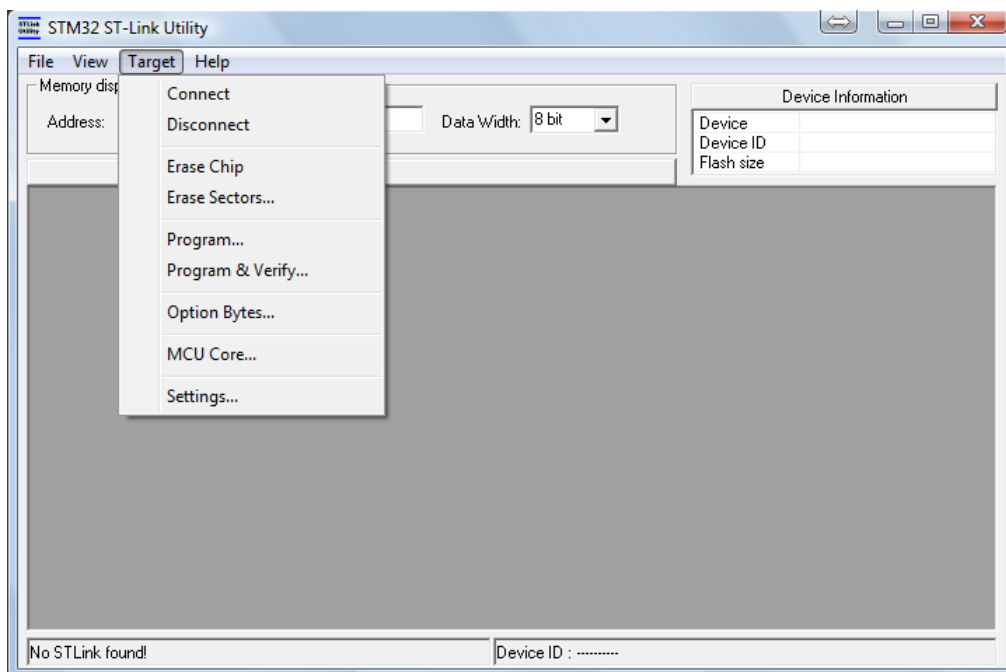 STM32 ST-Link Utility
File View Target Help
Memory disp
Address:
Data Width: 8 bit
Device Information
Device
Device ID
Flash size
Connect
Disconnect
Erase Chip
Erase Sectors...
Program...
Program & Verify...
Option Bytes...
MCU Core...
Settings...
No STLink found!
Device ID : ----------